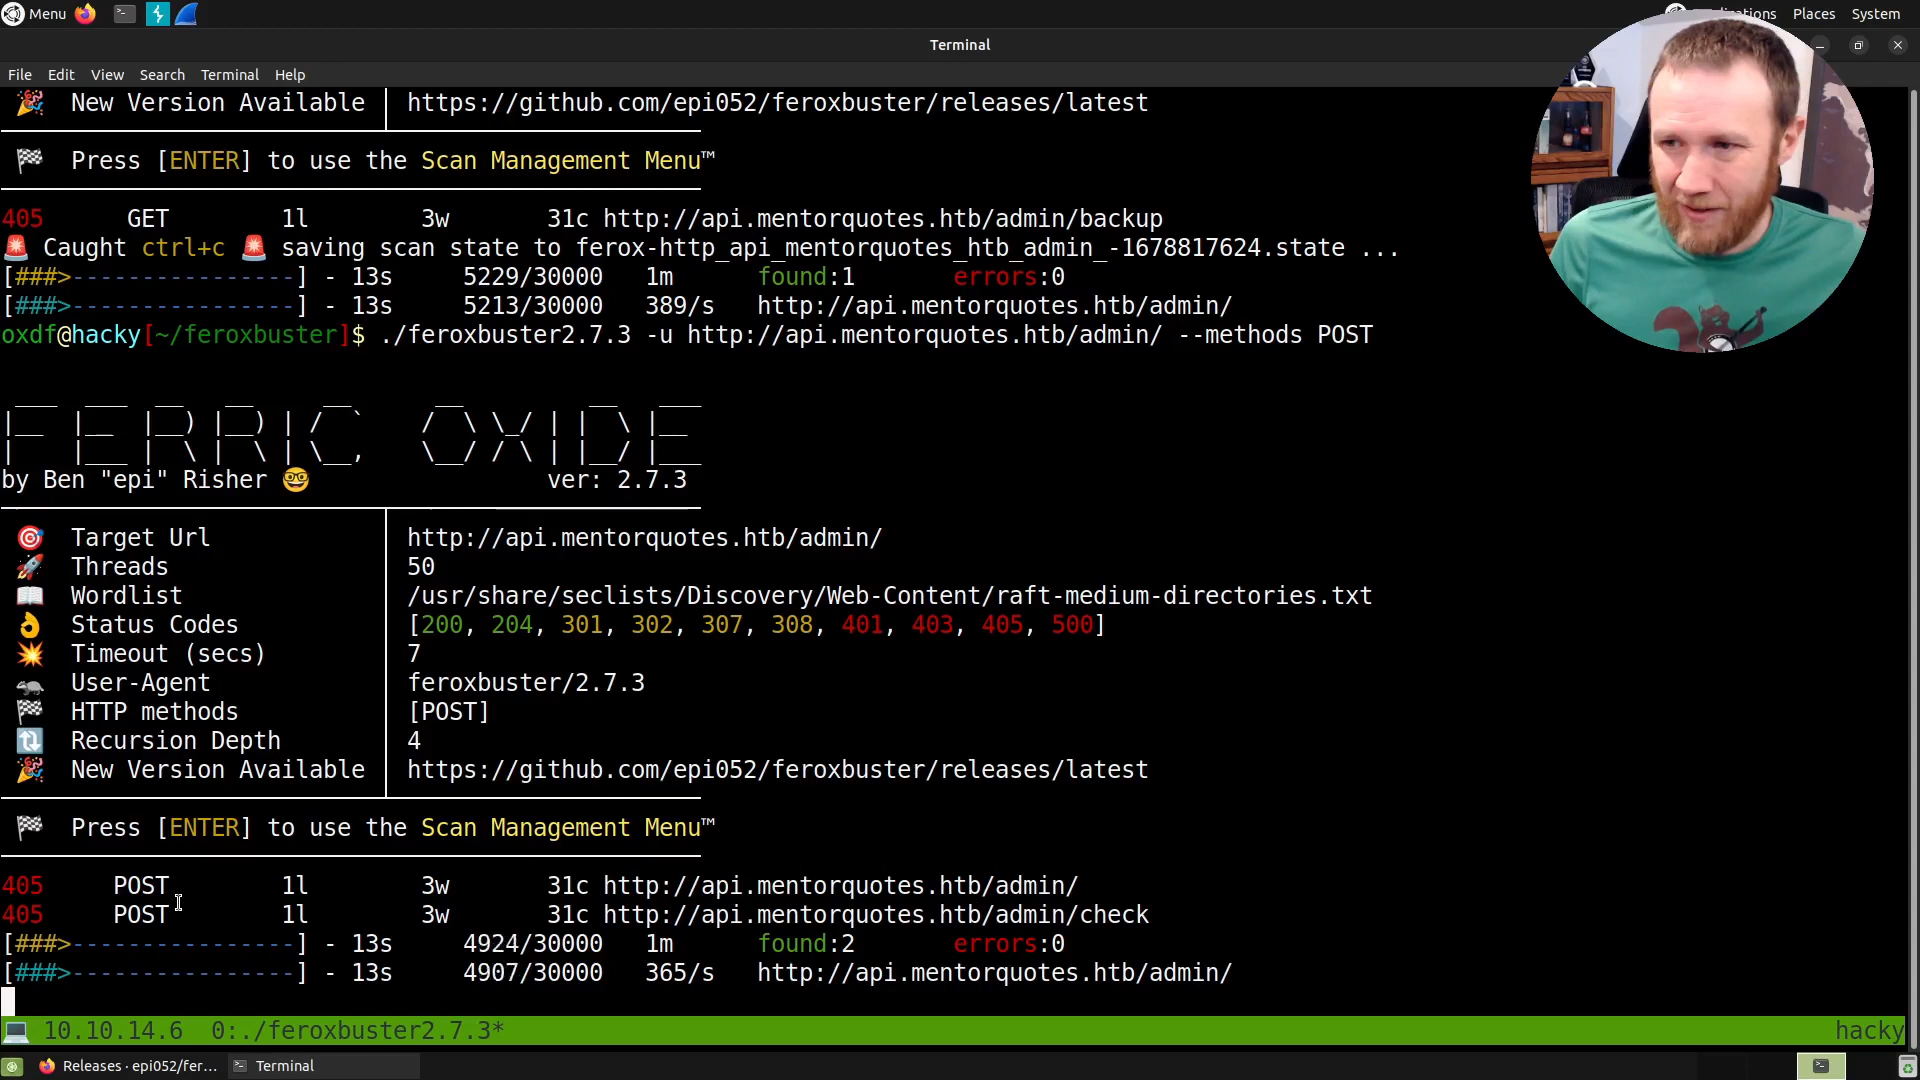 Menu
Applications Places System
Terminal
File Edit View Search Terminal Help
New Version Available │ https://github.com/epi052/feroxbuster/releases/latest
Press [ENTER] to use the Scan Management Menu™
405 GET 1l 3w 31c http://api.mentorquotes.htb/admin/backup
🚨 Caught ctrl+c 🚨 saving scan state to ferox-http_api_mentorquotes_htb_admin_-1678817624.state ...
[###>----------------] - 13s 5229/30000 1m found:1 errors:0
[###>----------------] - 13s 5213/30000 389/s http://api.mentorquotes.htb/admin/
oxdf@hacky[~/feroxbuster]$ ./feroxbuster2.7.3 -u http://api.mentorquotes.htb/admin/ --methods POST
FERRIC OXIDE
by Ben "epi" Risher 🤓 ver: 2.7.3
Target Url │ http://api.mentorquotes.htb/admin/
Threads │ 50
Wordlist │ /usr/share/seclists/Discovery/Web-Content/raft-medium-directories.txt
Status Codes │ [200, 204, 301, 302, 307, 308, 401, 403, 405, 500]
Timeout (secs) │ 7
User-Agent │ feroxbuster/2.7.3
HTTP methods │ [POST]
Recursion Depth │ 4
New Version Available │ https://github.com/epi052/feroxbuster/releases/latest
Press [ENTER] to use the Scan Management Menu™
405 POST 1l 3w 31c http://api.mentorquotes.htb/admin/
405 POST 1l 3w 31c http://api.mentorquotes.htb/admin/check
[###>----------------] - 13s 4924/30000 1m found:2 errors:0
[###>----------------] - 13s 4907/30000 365/s http://api.mentorquotes.htb/admin/
10.10.14.6 0:./feroxbuster2.7.3* hacky
Releases · epi052/fer... Terminal